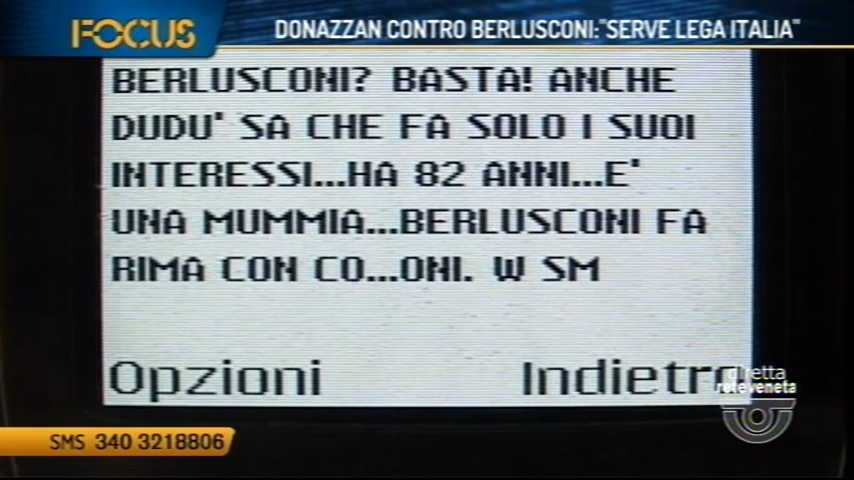 FOCUS
DONAZZAN CONTRO BERLUSCONI:"SERVE LEGA ITALIA"
BERLUSCONI? BASTA! ANCHE
DUDU' SA CHE FA SOLO I SUOI
INTERESSI...HA 82 ANNI...E'
UNA MUMMIA...BERLUSCONI FA
RIMA CON CO...ONI. W SM
Opzioni Indietro
diretta
reteveneta
SMS 340 3218806